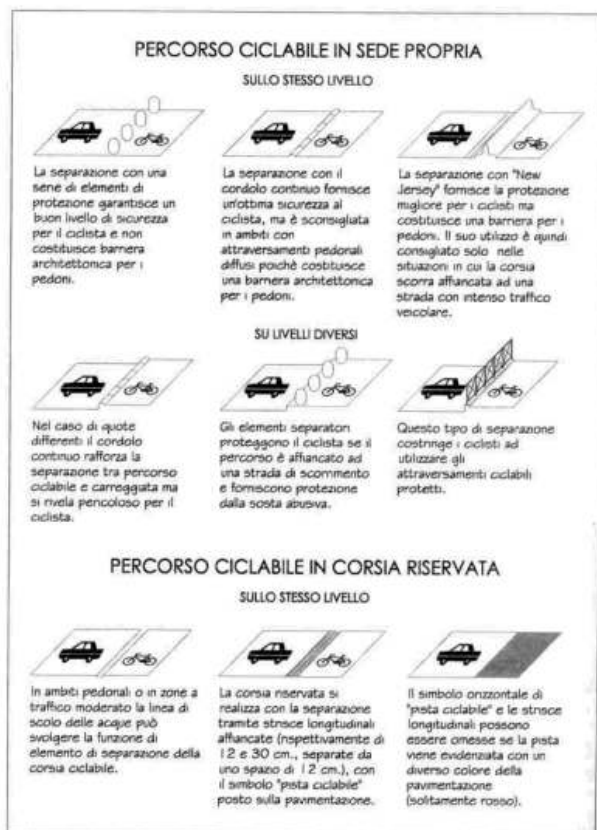 PERCORSO CICLABILE IN SEDE PROPRIA
SULLO STESSO LIVELLO
La separazione con una
serie di elementi di
protezione garantisce un
buon livello di sicurezza
per il ciclista e non
costituisce barriera
architettonica per i
pedoni.
La separazione con il
cordolo continuo fornisce
un'ottima sicurezza al
ciclista, ma è sconsigliata
in ambiti con
attraversamenti pedonali
diffusi poichè costituisce
una barriera architettonica
per i pedoni.
La separazione con "New
Jersey" fornisce la protezione
migliore per i ciclisti ma
costituisce una barriera per i
pedoni. Il suo utilizzo è quindi
consigliato solo nelle
situazioni in cui la corsia
scorra affiancata ad una
strada con intenso traffico
veicolare.
SU LIVELLI DIVERSI
Nel caso di quote
differenti il cordolo
continuo rafforza la
separazione tra percorso
ciclabile e carreggiata ma
si rivela pericoloso per il
ciclista.
Gli elementi separatori
proteggono il ciclista se il
percorso è affiancato ad
una strada di scorrimento
e forniscono protezione
dalla sosta abusiva.
Questo tipo di separazione
costringe i ciclisti ad
utilizzare gli
attraversamenti ciclabili
protetti.
PERCORSO CICLABILE IN CORSIA RISERVATA
SULLO STESSO LIVELLO
In ambiti pedonali o in zone a
traffico moderato la linea di
scolo delle acque può
svolgere la funzione di
elemento di separazione della
corsia ciclabile.
La corsia riservata si
realizza con la separazione
tramite strisce longitudinali
affiancate (rispettivamente di
12 e 30 cm., separate da
uno spazio di 12 cm.), con
il simbolo "pista ciclabile"
posto sulla pavimentazione.
Il simbolo orizzontale di
"pista ciclabile" e le strisce
longitudinali possono
essere omesse se la pista
viene evidenziata con un
diverso colore della
pavimentazione
(solitamente rosso).